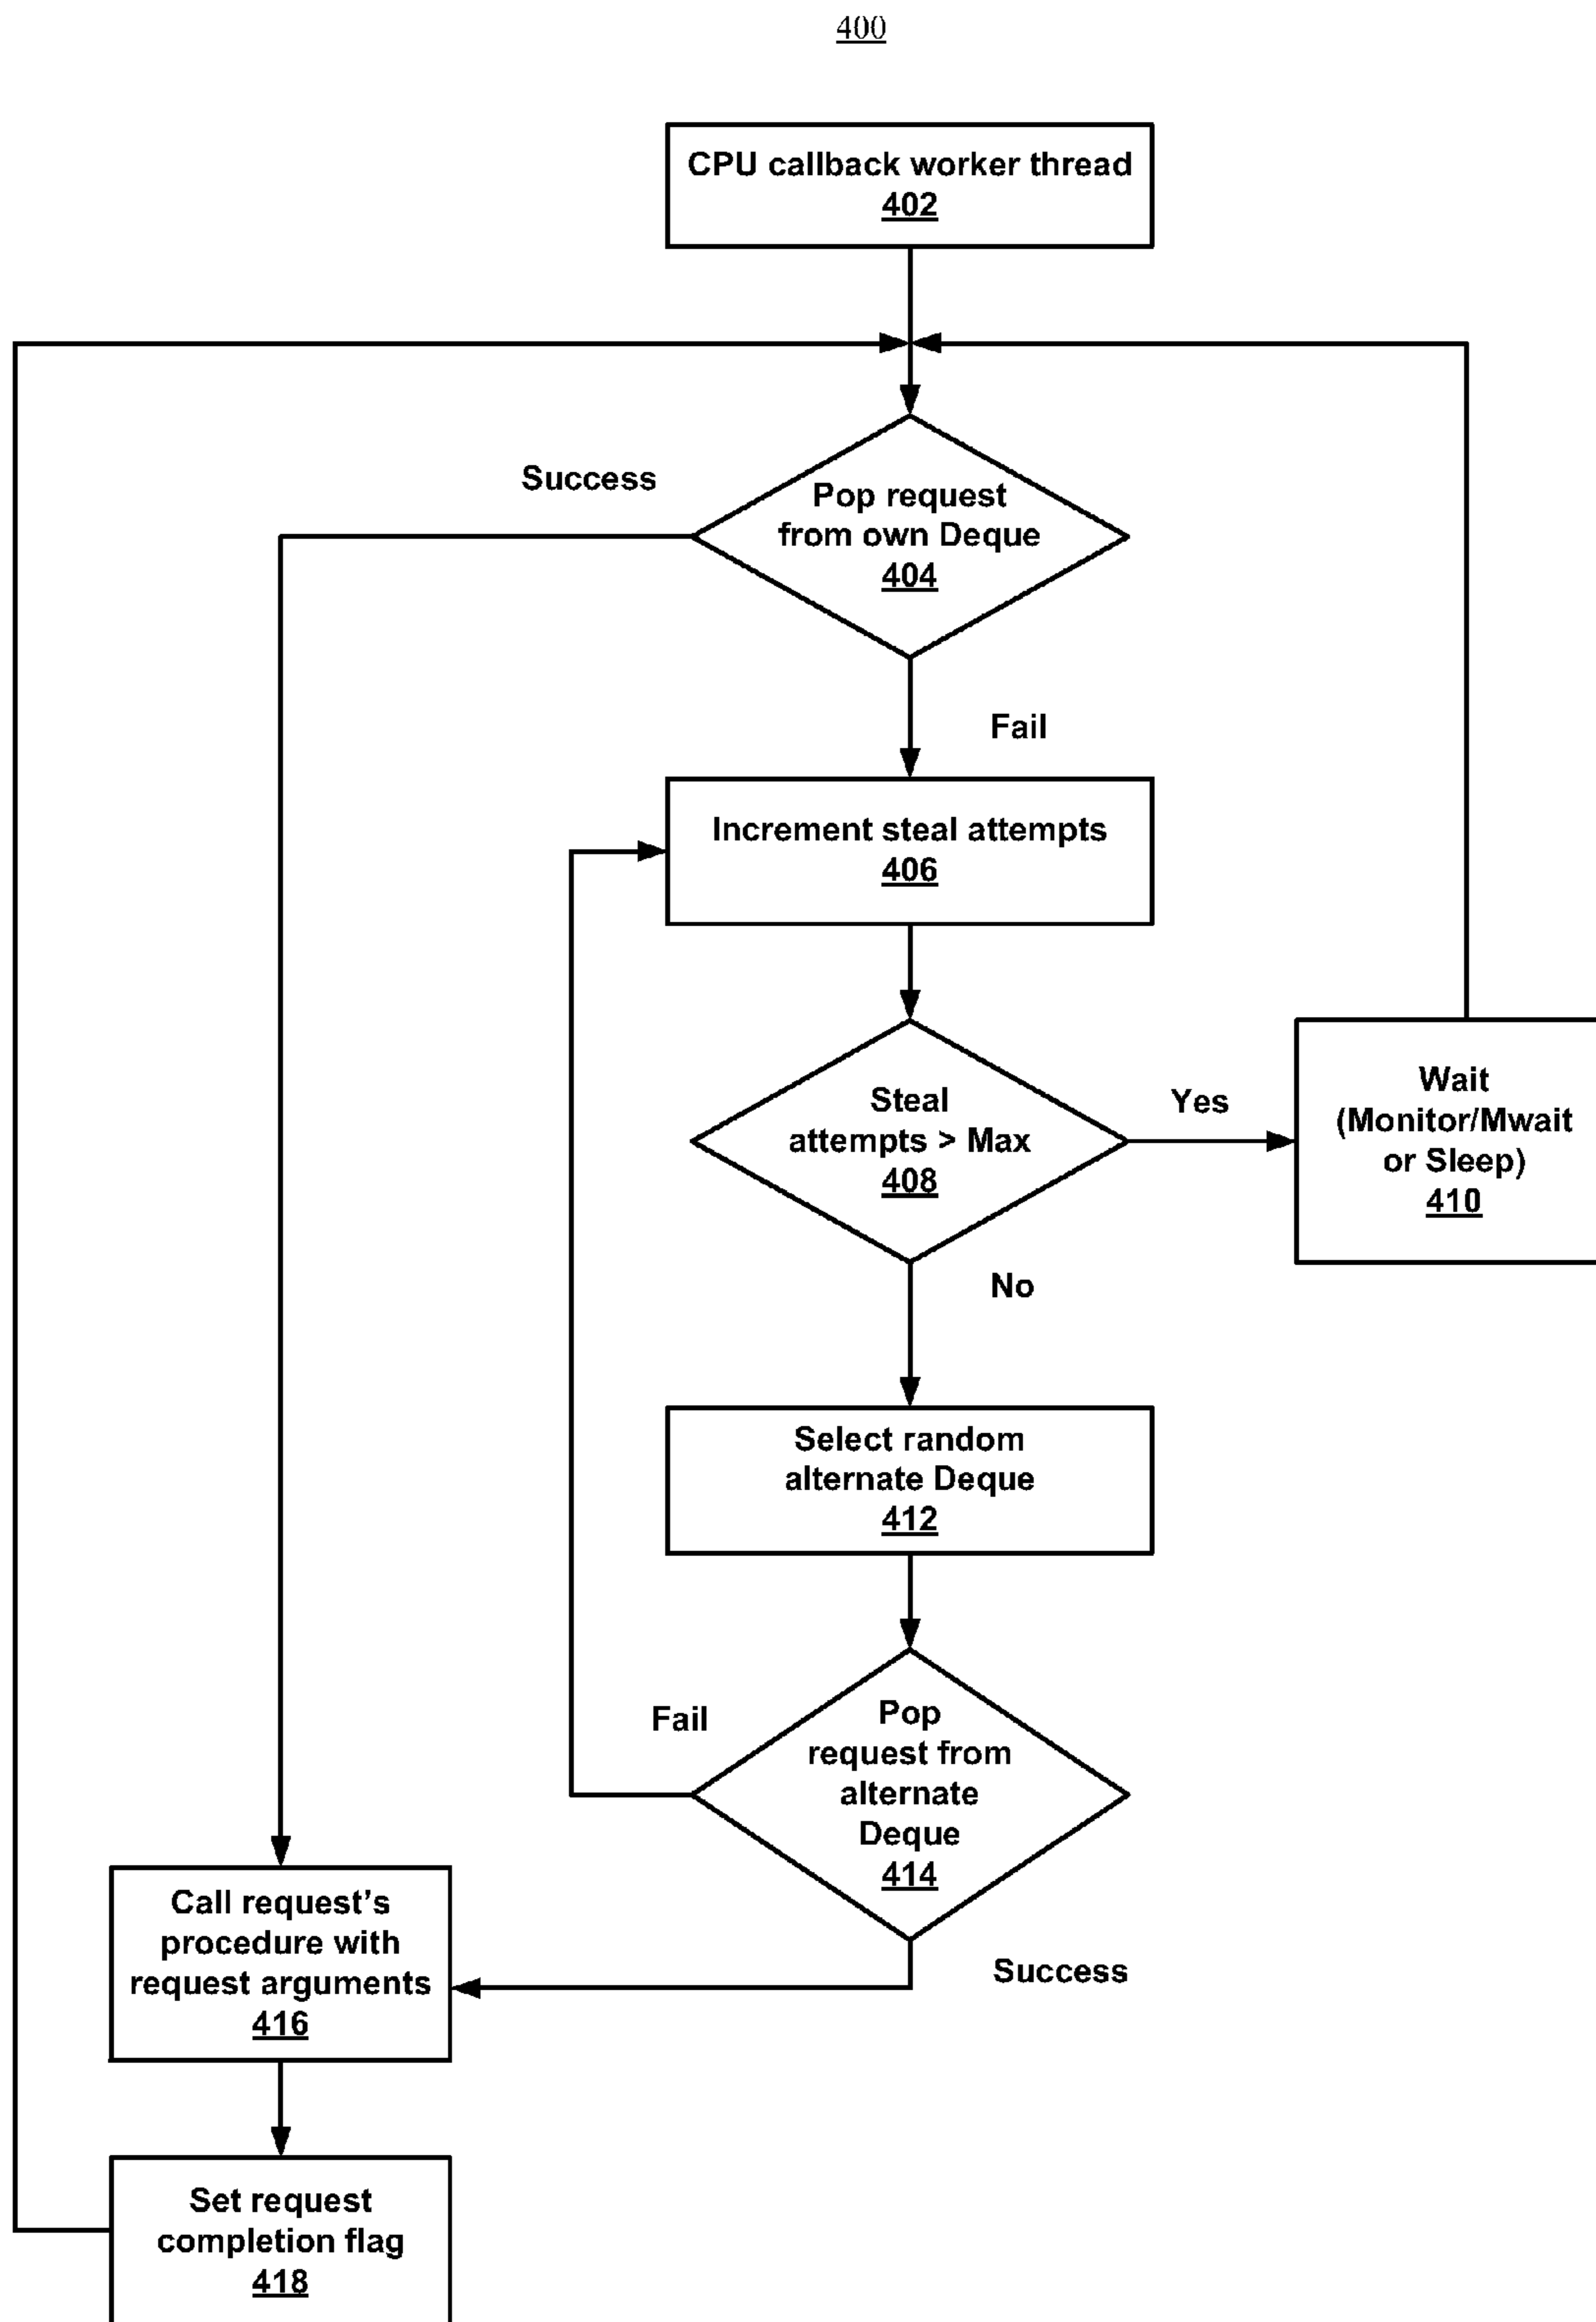 400
CPU callback worker thread
402
Success
Pop request
from own Deque
404
Fail
Increment steal attempts
406
Steal
attempts > Max
408
Yes
Wait
(Monitor/Mwait
or Sleep)
410
No
Select random
alternate Deque
412
Fail
Pop
request from
alternate
Deque
414
Success
Call request’s
procedure with
request arguments
416
Set request
completion flag
418